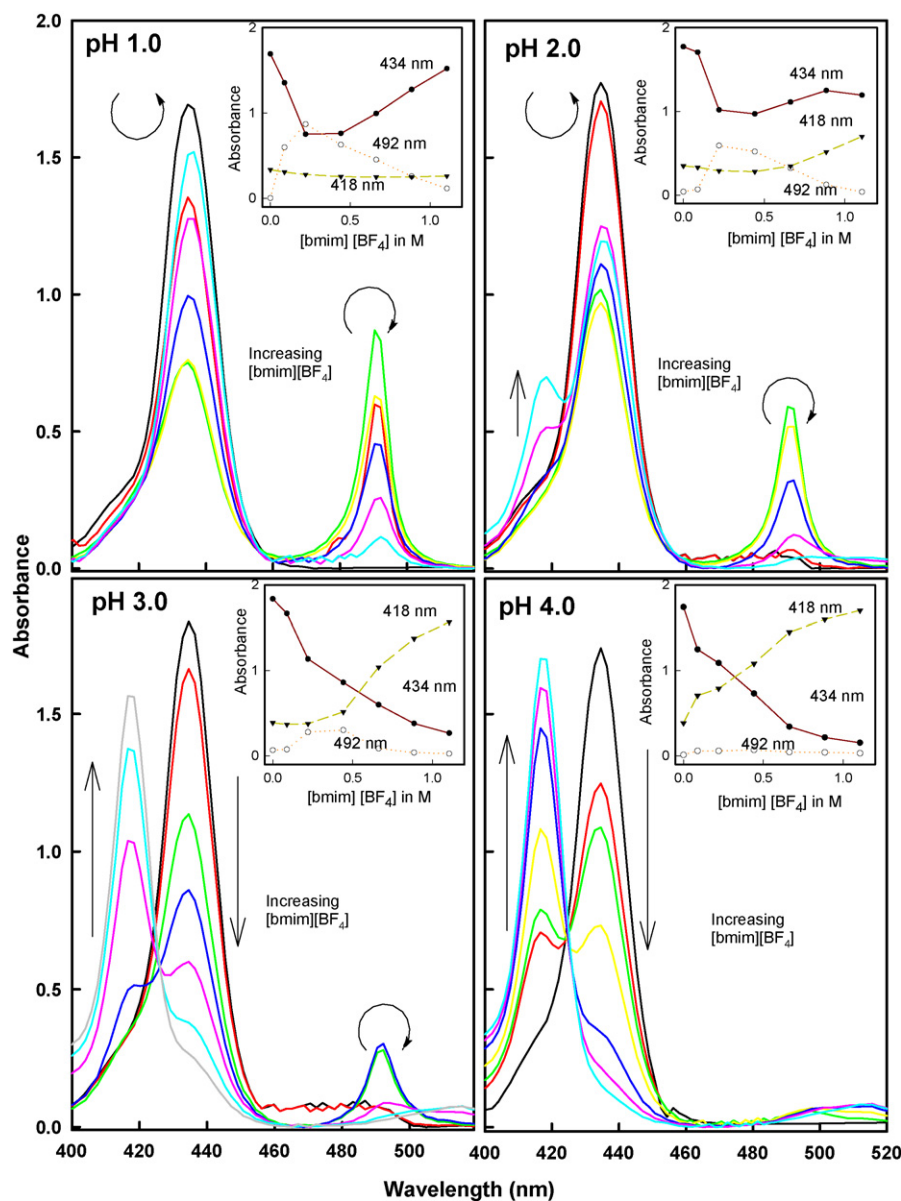 2.0
1.5
1.0
0.5
0.0
pH 1.0
2
1
0
Absorbance
434 nm
492 nm
418 nm
0.0 0.5 1.0
[bmim] [BF4] in M
Increasing
[bmim][BF4]
pH 2.0
2
1
0
Absorbance
434 nm
418 nm
492 nm
0.0 0.5 1.0
[bmim] [BF4] in M
Increasing
[bmim][BF4]
Absorbance
1.5
1.0
0.5
0.0
pH 3.0
2
1
0
Absorbance
418 nm
434 nm
492 nm
0.0 0.5 1.0
[bmim] [BF4] in M
Increasing
[bmim][BF4]
400 420 440 460 480 500
pH 4.0
2
1
0
Absorbance
418 nm
434 nm
492 nm
0.0 0.5 1.0
[bmim] [BF4] in M
Increasing
[bmim][BF4]
400 420 440 460 480 500 520
Wavelength (nm)